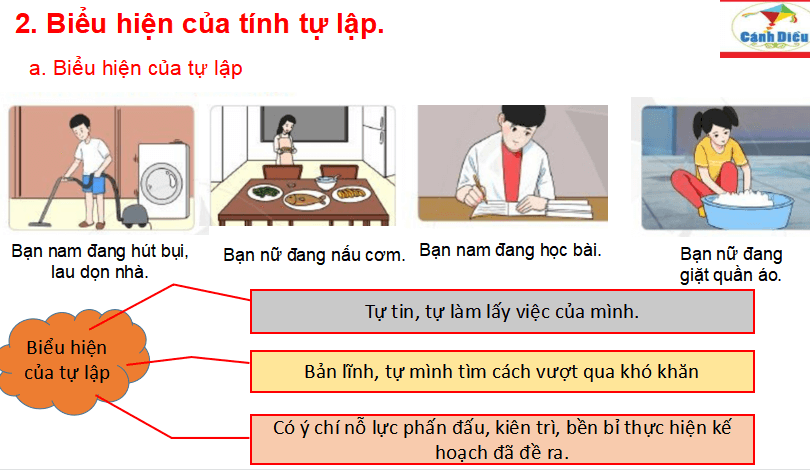 2. Biểu hiện của tính tự lập.
Cánh Diều
a. Biểu hiện của tự lập
Bạn nam đang hút bụi,
lau dọn nhà.
Bạn nữ đang nấu cơm.
Bạn nam đang học bài.
Bạn nữ đang
giặt quần áo.
Tự tin, tự làm lấy việc của mình.
Biểu hiện
của tự lập
Bản lĩnh, tự mình tìm cách vượt qua khó khăn
Có ý chí nỗ lực phấn đấu, kiên trì, bền bỉ thực hiện kế
hoạch đã đề ra.